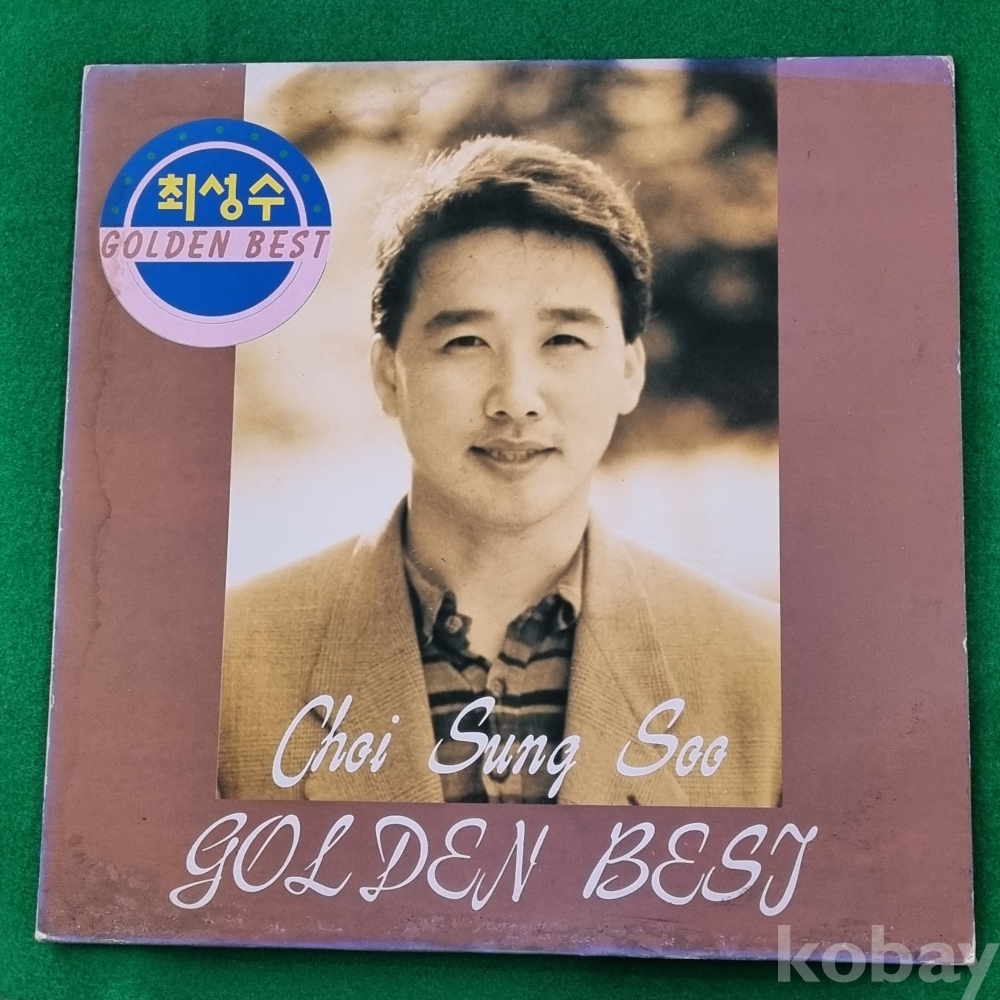 최성수
GOLDEN BEST
Choi Sung Soo
GOLDEN BEST
kobay